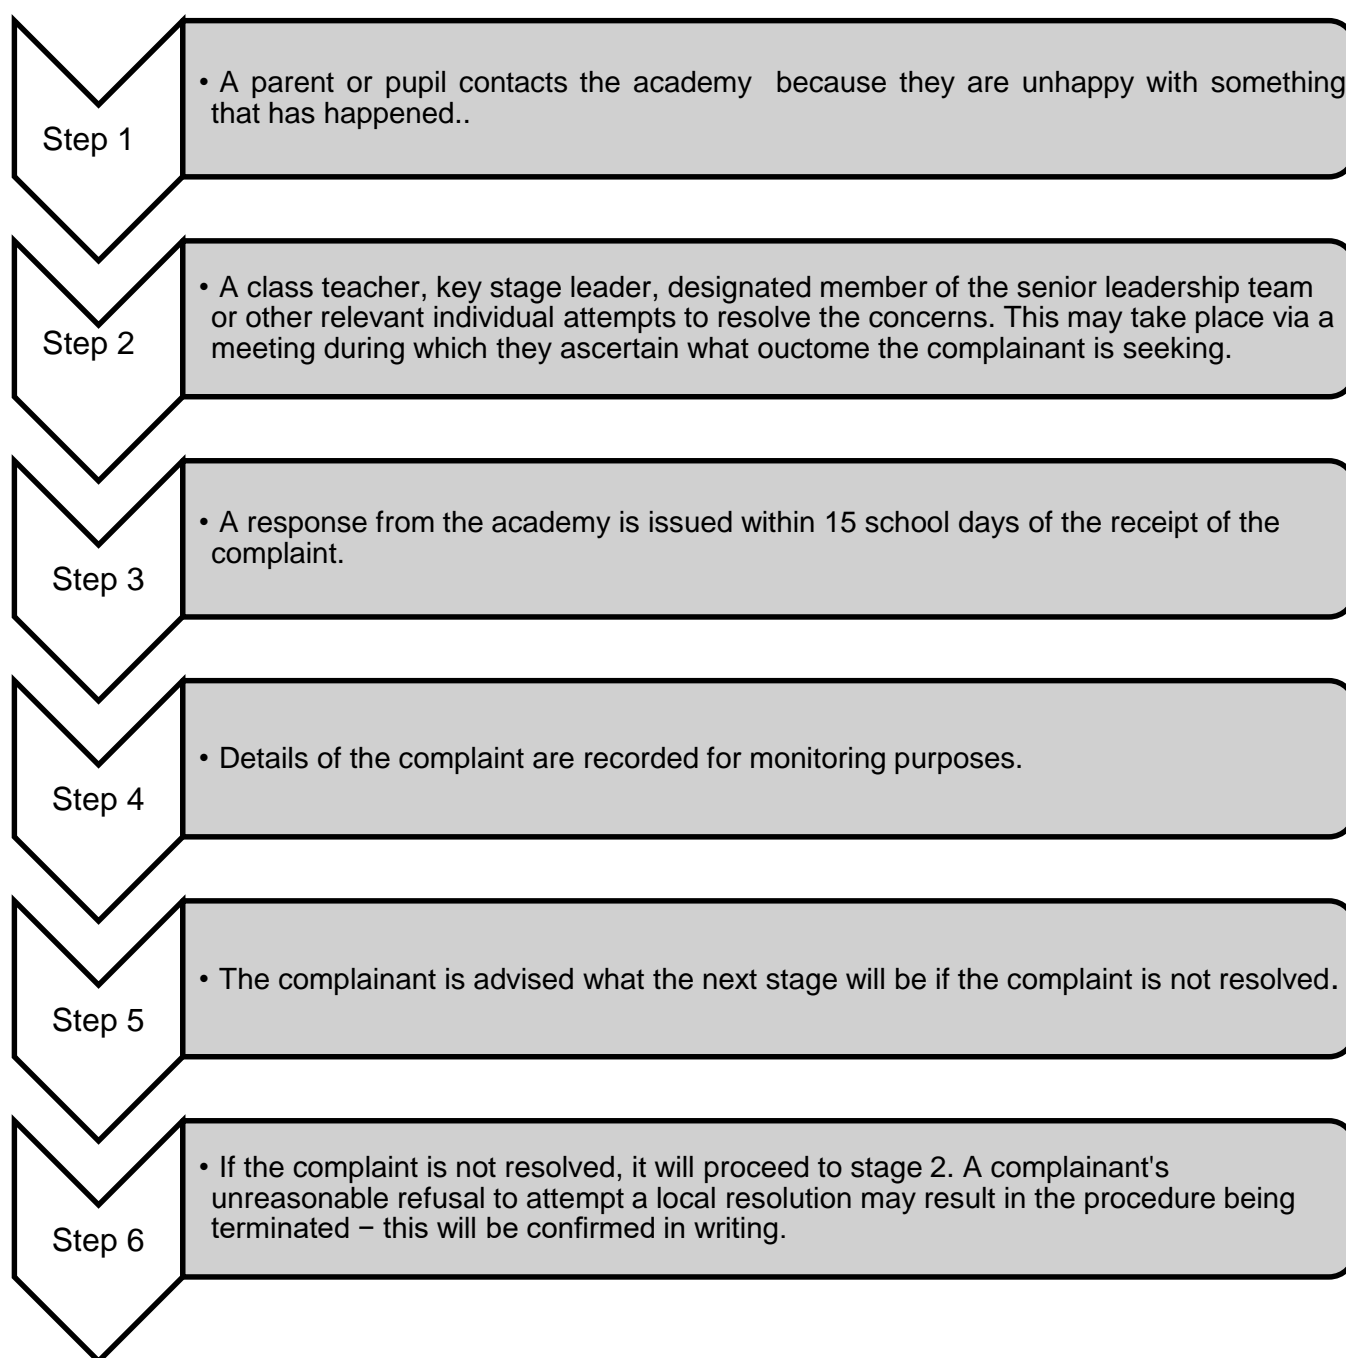 Step 1
• A parent or pupil contacts the academy  because they are unhappy with something
that has happened..
Step 2
• A class teacher, key stage leader, designated member of the senior leadership team
or other relevant individual attempts to resolve the concerns. This may take place via a
meeting during which they ascertain what ouctome the complainant is seeking.
Step 3
• A response from the academy is issued within 15 school days of the receipt of the
complaint.
Step 4
• Details of the complaint are recorded for monitoring purposes.
Step 5
• The complainant is advised what the next stage will be if the complaint is not resolved.
Step 6
• If the complaint is not resolved, it will proceed to stage 2. A complainant's
unreasonable refusal to attempt a local resolution may result in the procedure being
terminated – this will be confirmed in writing.